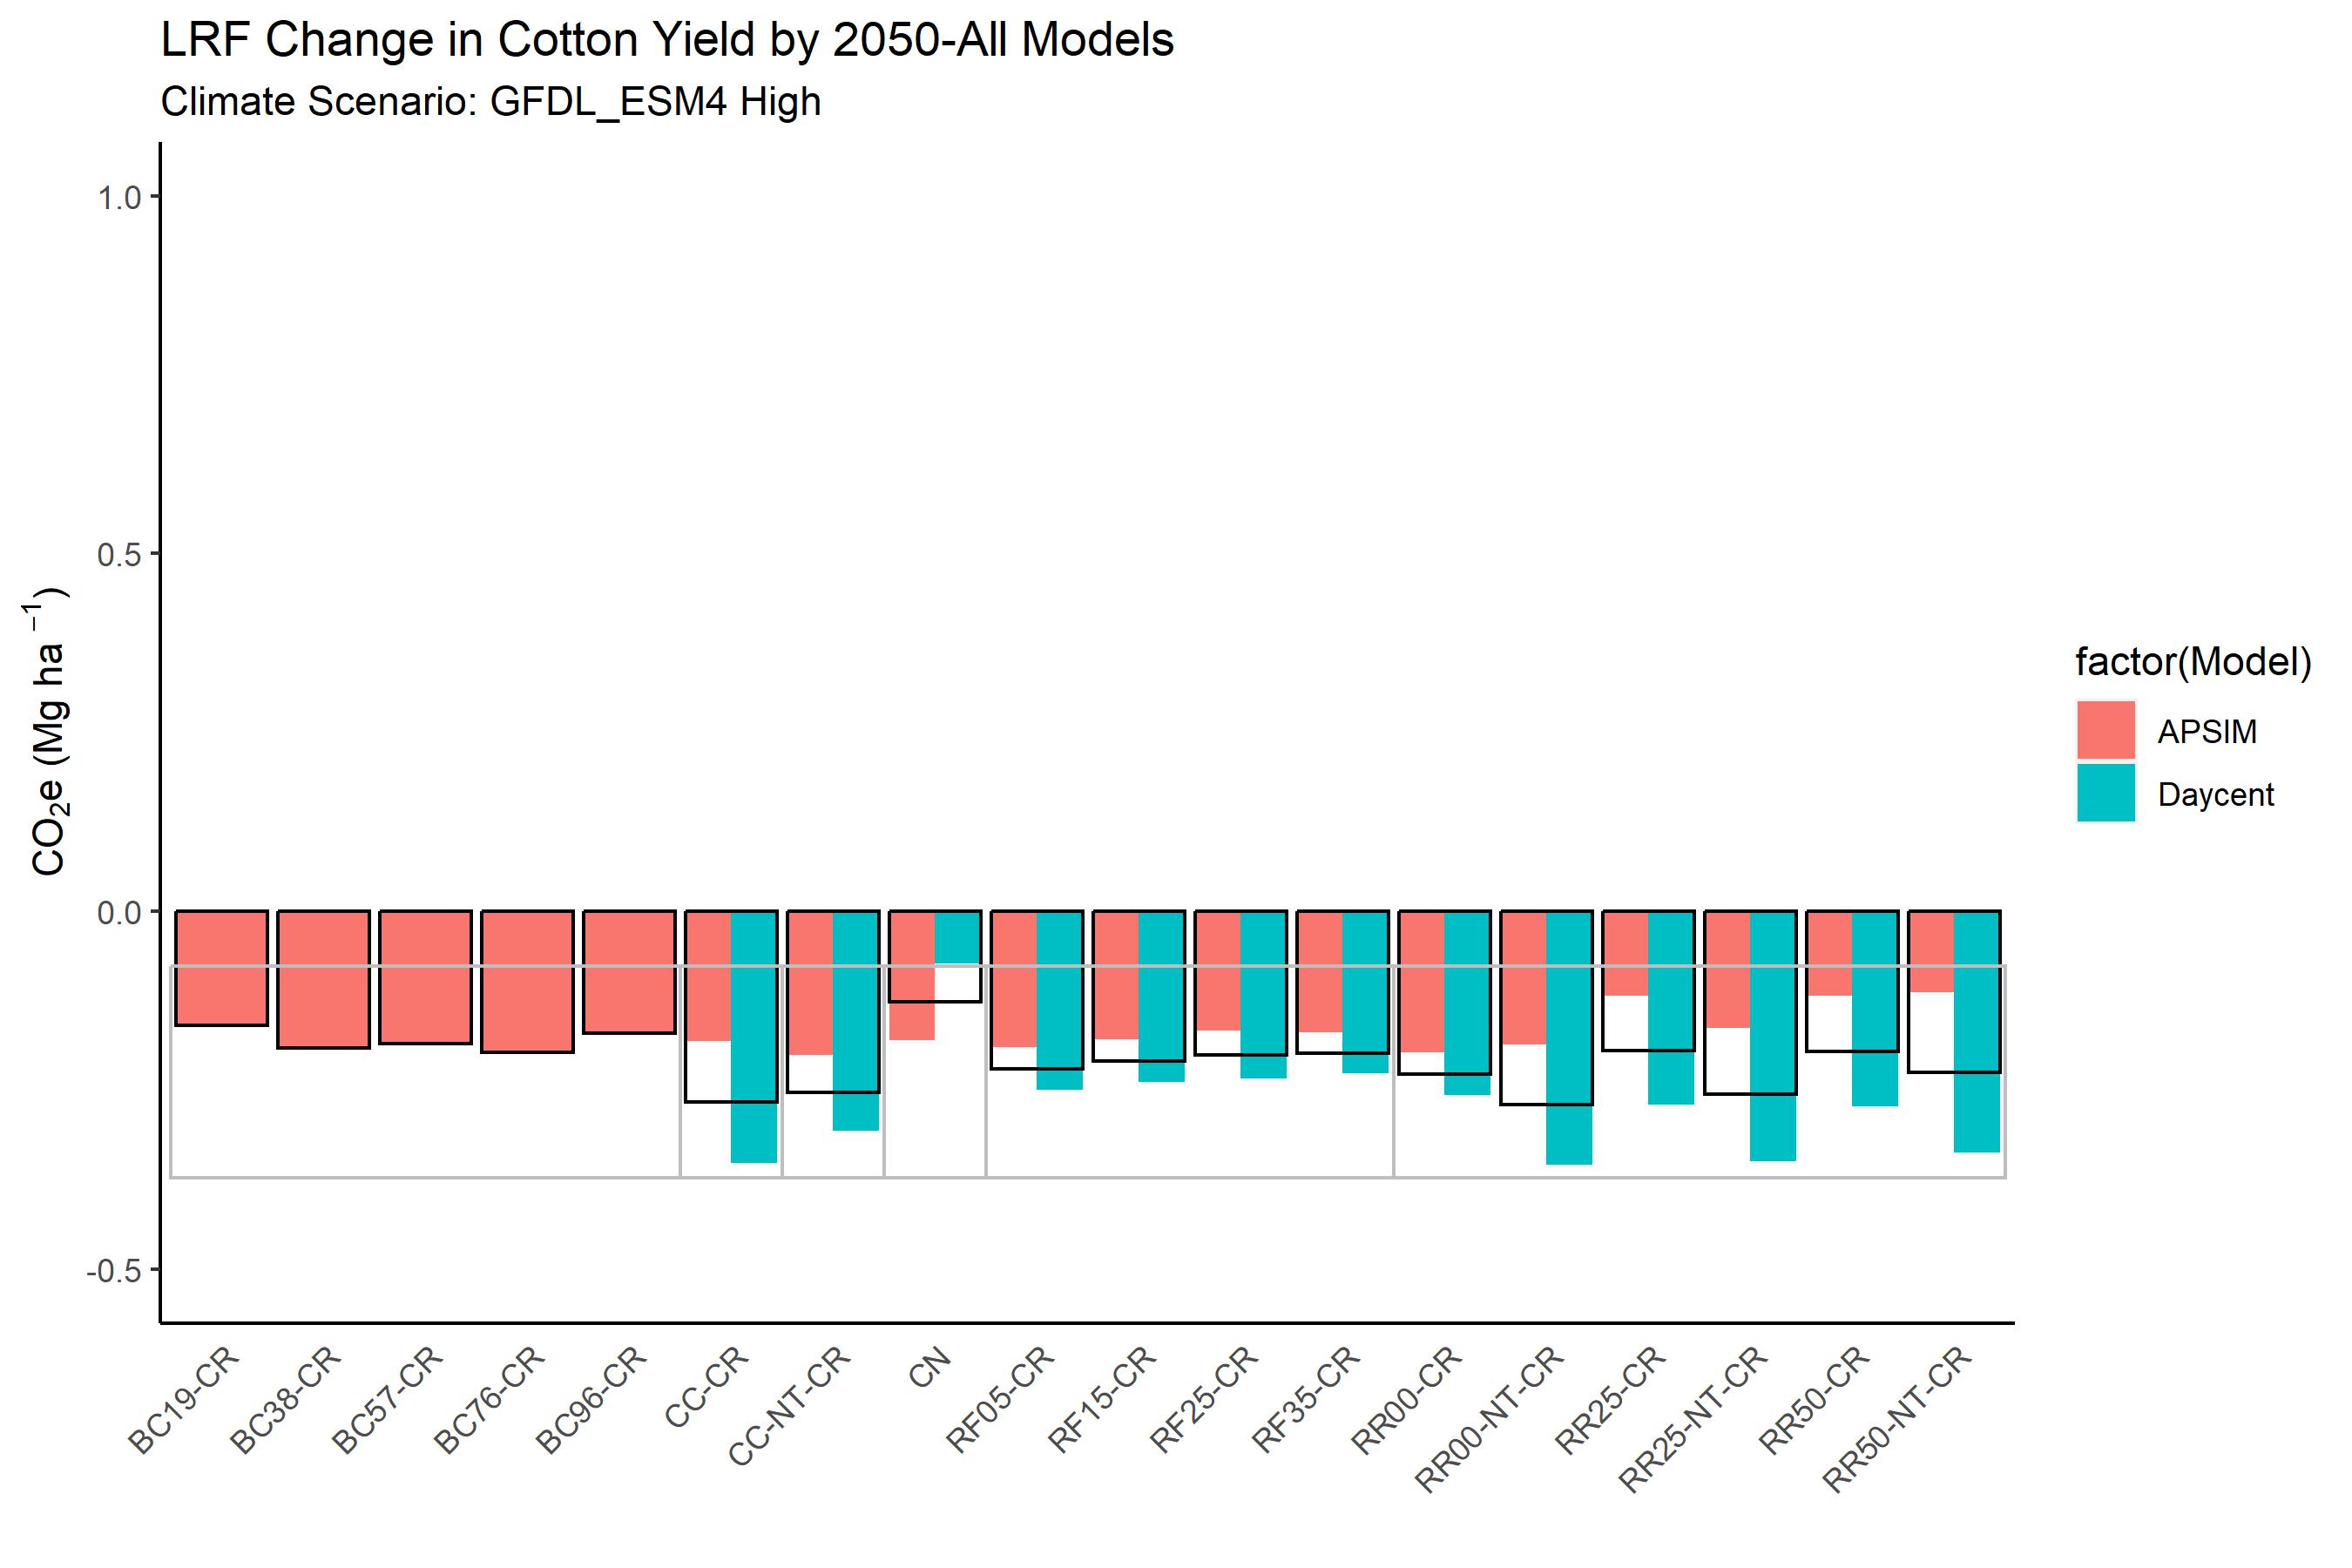 LRF Change in Cotton Yield by 2050-All Models
Climate Scenario: GFDL_ESM4 High
CO₂e (Mg ha ⁻¹)
1.0
0.5
0.0
-0.5
BC19-CR
BC38-CR
BC57-CR
BC76-CR
BC96-CR
CC-CR
CC-NT-CR
CN
RF05-CR
RF15-CR
RF25-CR
RF35-CR
RR00-CR
RR00-NT-CR
RR25-CR
RR25-NT-CR
RR50-CR
RR50-NT-CR
factor(Model)
APSIM
Daycent